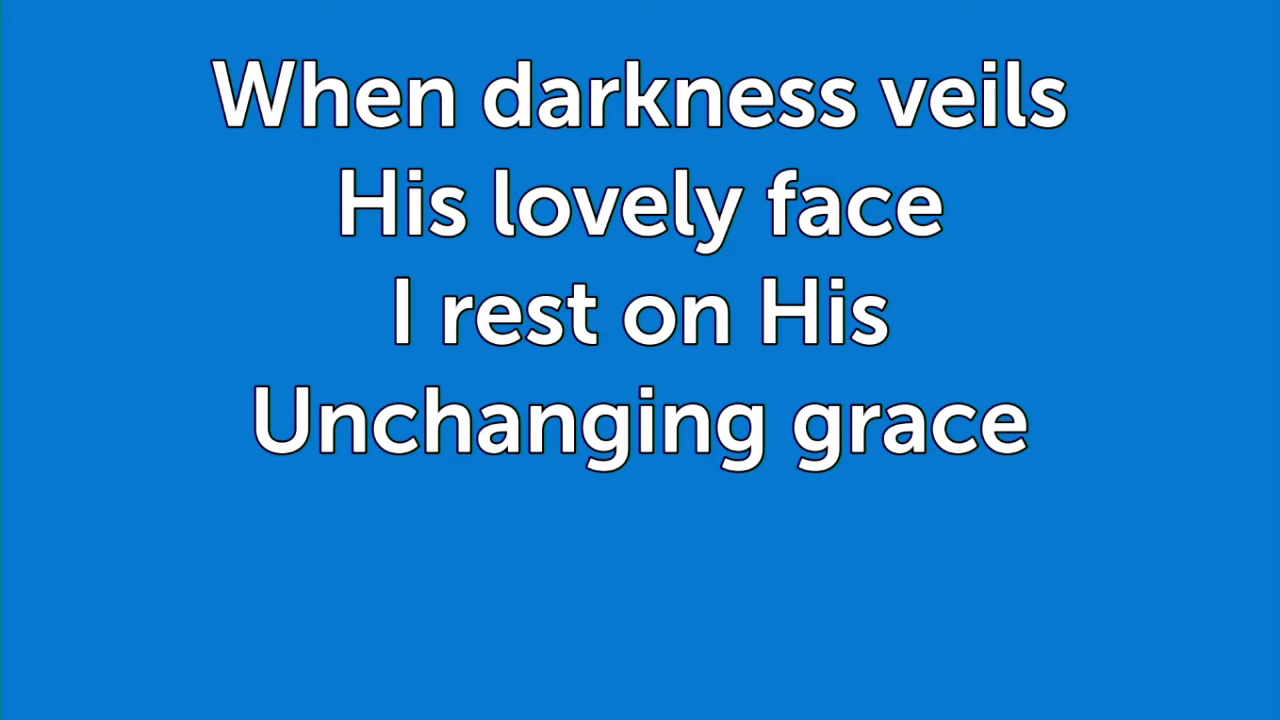 When darkness veils
His lovely face
I rest on His
Unchanging grace